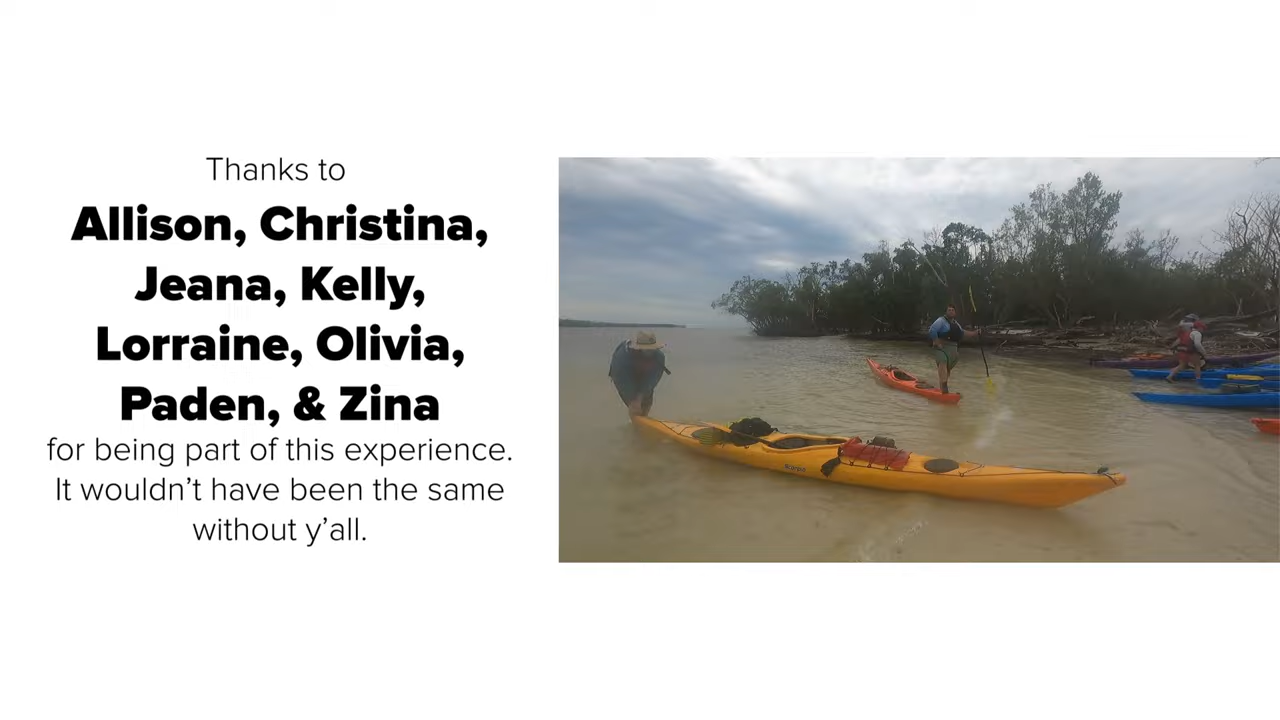 Thanks to
Allison, Christina,
Jeana, Kelly,
Lorraine, Olivia,
Paden, & Zina
for being part of this experience.
It wouldn’t have been the same
without y’all.